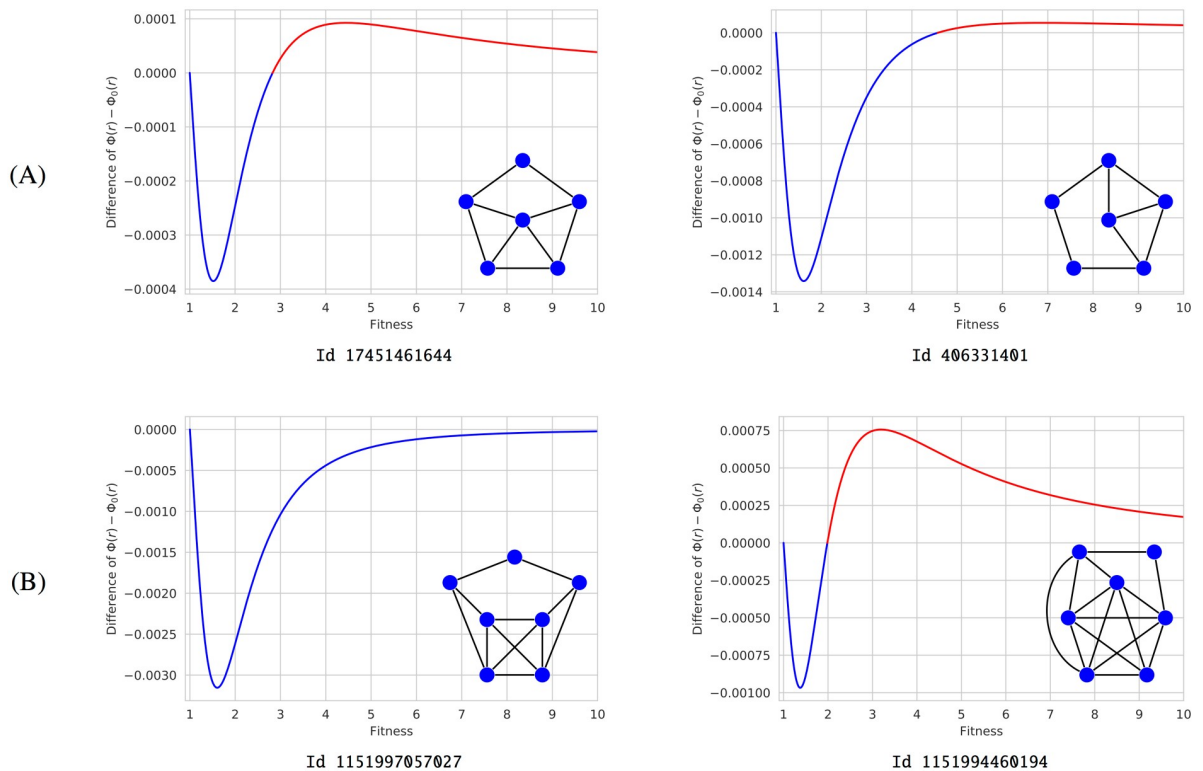 (A)
Difference of Φ(r) − Φ₀(r)
0.0001
0.0000
−0.0001
−0.0002
−0.0003
−0.0004
1 2 3 4 5 6 7 8 9 10
Fitness
Id 17451461644
Difference of Φ(r) − Φ₀(r)
0.0000
−0.0002
−0.0004
−0.0006
−0.0008
−0.0010
−0.0012
−0.0014
1 2 3 4 5 6 7 8 9 10
Fitness
Id 406331401
(B)
Difference of Φ(r) − Φ₀(r)
0.0000
−0.0005
−0.0010
−0.0015
−0.0020
−0.0025
−0.0030
1 2 3 4 5 6 7 8 9 10
Fitness
Id 1151997057027
Difference of Φ(r) − Φ₀(r)
0.00075
0.00050
0.00025
0.00000
−0.00025
−0.00050
−0.00075
−0.00100
1 2 3 4 5 6 7 8 9 10
Fitness
Id 1151994460194